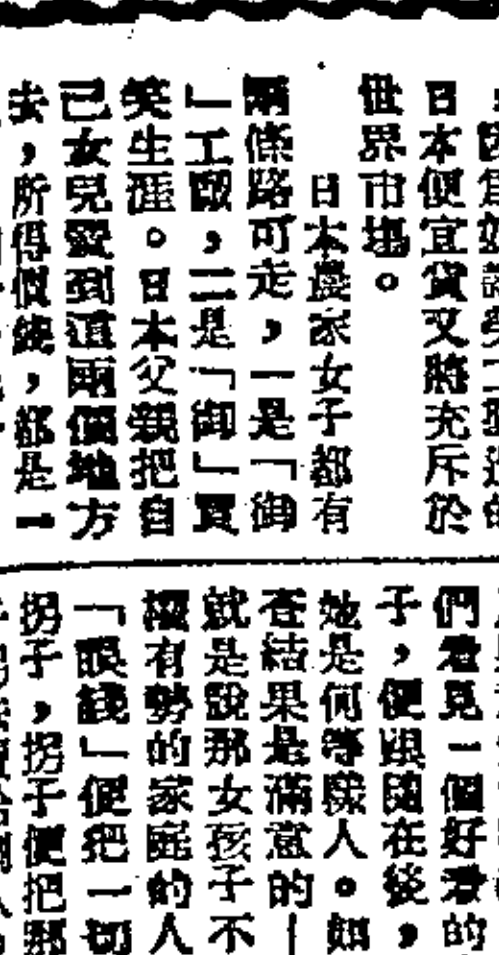 日本便宜貨又將充斥於
世界市場。
日本農家女子都有
兩條路可走，一是「御
」工廠，二是「御」賣
笑生涯。日本父親把自
己女兒賣到這兩個地方
去，所得價錢，都是一
們看見一個好看的
子，便跟隨在後，
她是何等樣人。如
查結果是滿意的—
就是說那女孩子不
權有勢的家庭的人
「眼綫」便把一切
拐子，拐子便把那